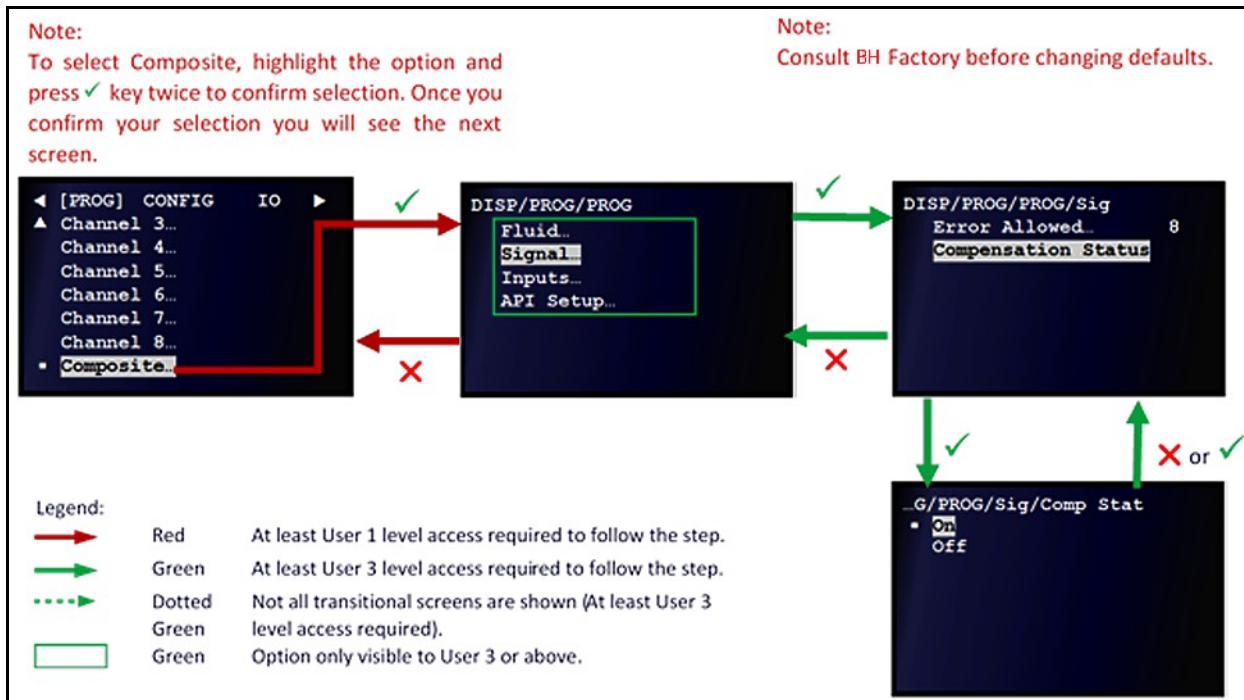 Note:
To select Composite, highlight the option and
press ✓ key twice to confirm selection. Once you
confirm your selection you will see the next
screen.
Note:
Consult BH Factory before changing defaults.
◀ [PROG] CONFIG IO ▶
▲ Channel 3…
Channel 4…
Channel 5…
Channel 6…
Channel 7…
Channel 8…
▪ Composite…
DISP/PROG/PROG
Fluid…
Signal…
Inputs…
API Setup…
DISP/PROG/PROG/Sig
Error Allowed… 8
Compensation Status
✗ or ✓
…G/PROG/Sig/Comp Stat
▪ On
Off
Legend:
Red At least User 1 level access required to follow the step.
Green At least User 3 level access required to follow the step.
Dotted Not all transitional screens are shown (At least User 3
Green level access required).
Green Option only visible to User 3 or above.